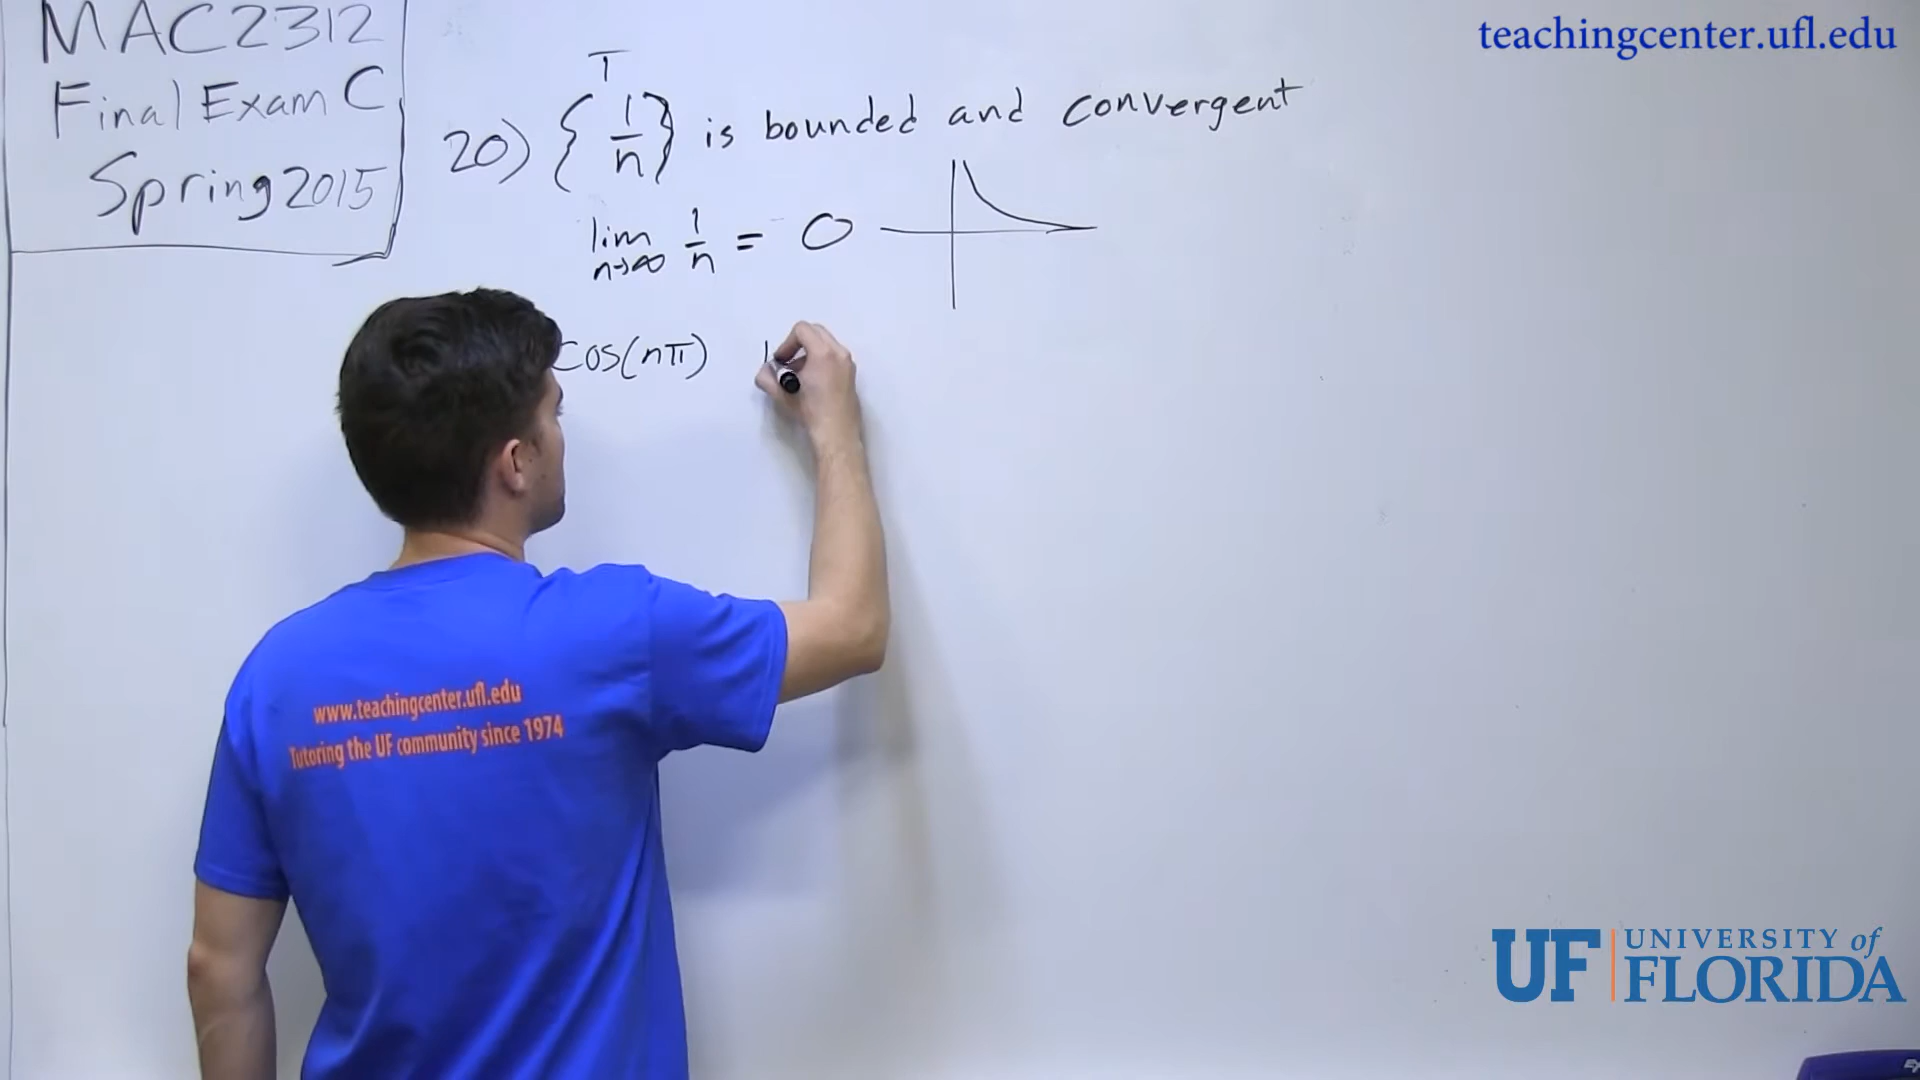 MAC2312
Final Exam C
Spring 2015
teachingcenter.ufl.edu
T
20) { 1/n } is bounded and convergent
lim n→∞ 1/n = 0
cos(nπ)
www.teachingcenter.ufl.edu
Tutoring the UF community since 1974
UF UNIVERSITY of
FLORIDA